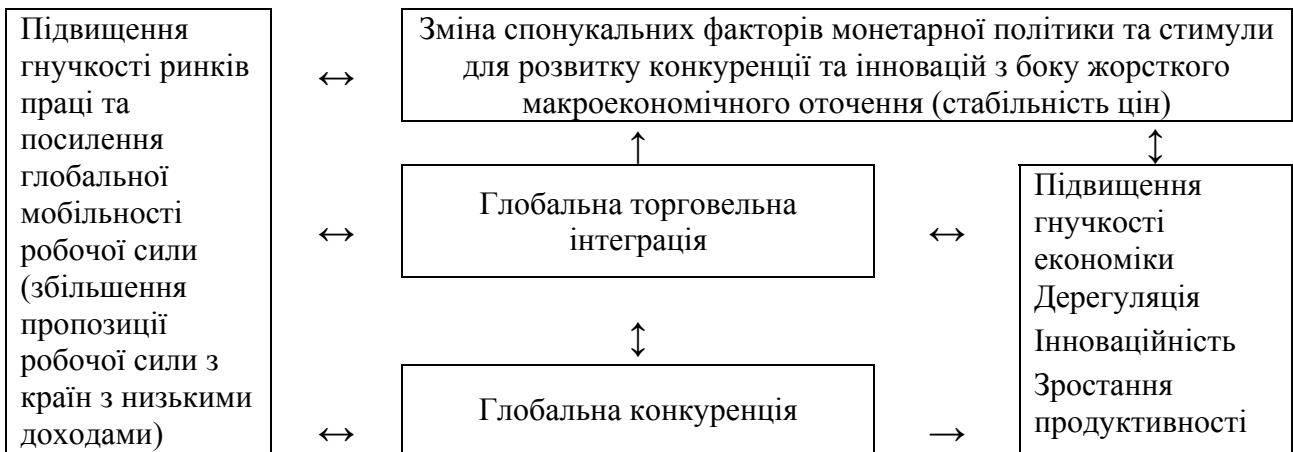 Підвищення
гнучкості ринків
праці та
посилення
глобальної
мобільності
робочої сили
(збільшення
пропозиції
робочої сили з
країн з низькими
доходами)
↔
Зміна спонукальних факторів монетарної політики та стимули
для розвитку конкуренції та інновацій з боку жорсткого
макроекономічного оточення (стабільність цін)
↑
↕
↔
Глобальна торговельна
інтеграція
↔
Підвищення
гнучкості
економіки
Дерегуляція
Інноваційність
Зростання
продуктивності
↕
↔
Глобальна конкуренція
→